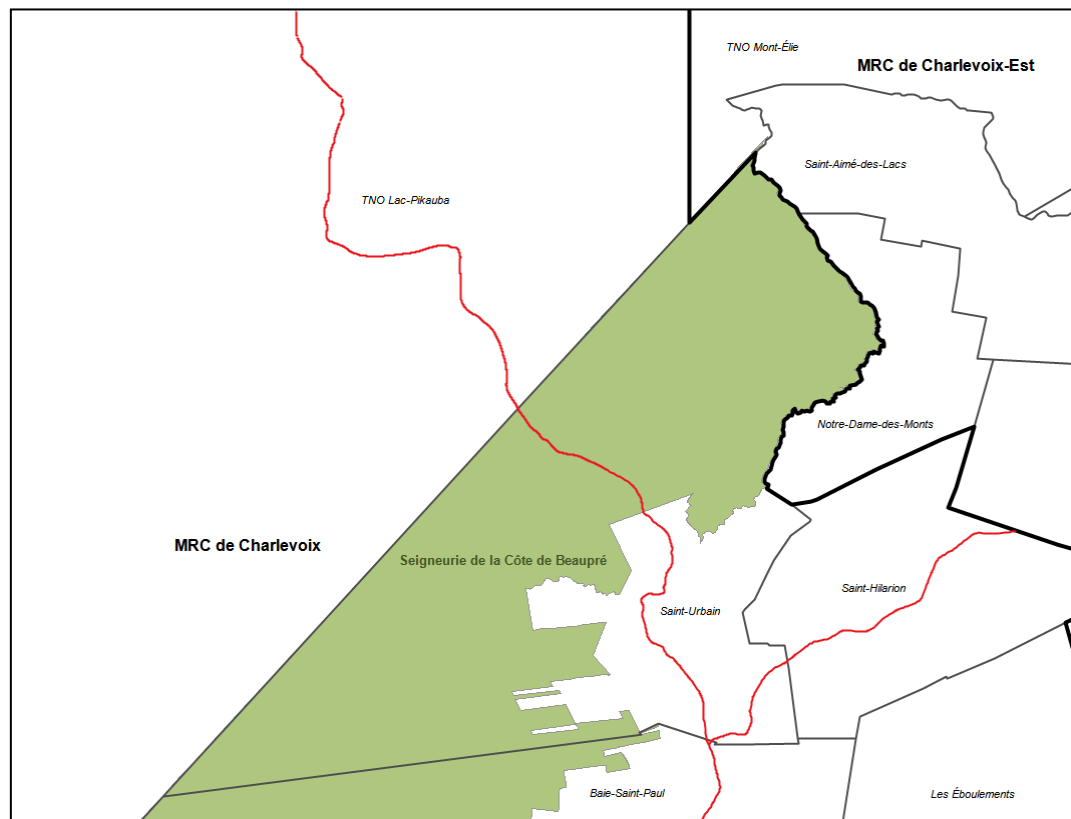 TNO Mont-Élie
MRC de Charlevoix-Est
Saint-Aimé-des-Lacs
TNO Lac-Pikauba
Notre-Dame-des-Monts
MRC de Charlevoix
Seigneurie de la Côte de Beaupré
Saint-Hilarion
Saint-Urbain
Baie-Saint-Paul
Les Éboulements